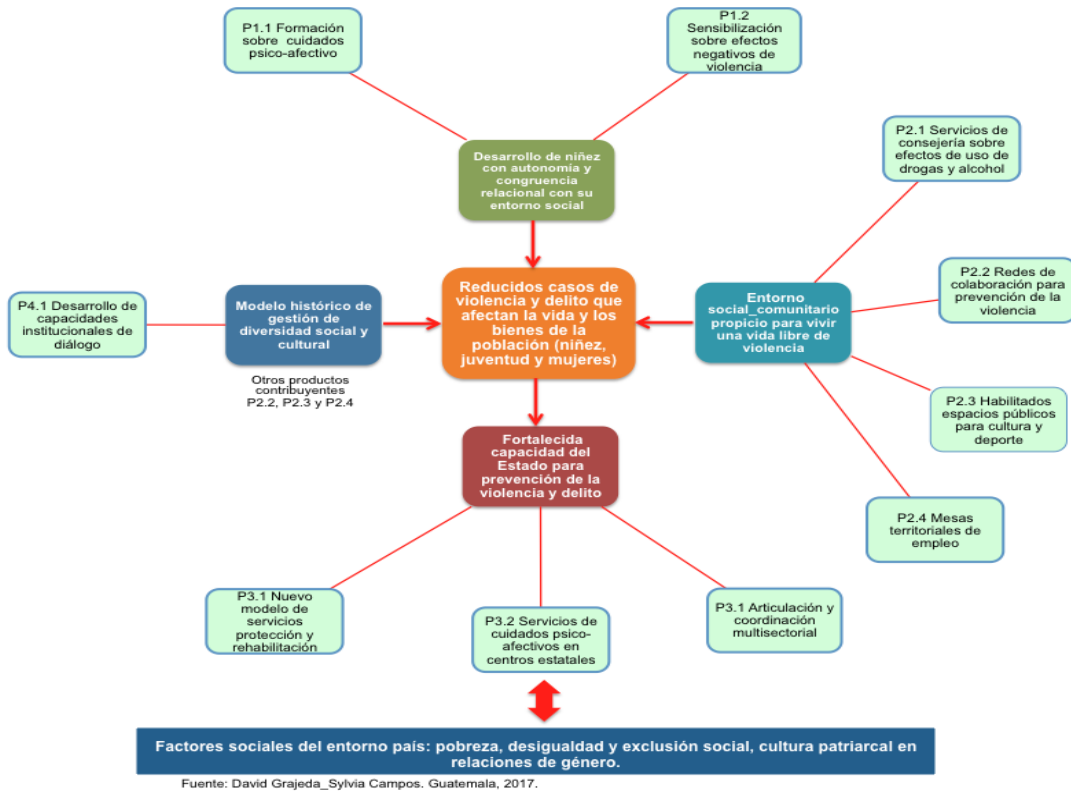 P1.1 Formación
sobre cuidados
psico-afectivo
P1.2
Sensibilización
sobre efectos
negativos de
violencia
Desarrollo de niñez
con autonomía y
congruencia
relacional con su
entorno social
P2.1 Servicios de
consejería sobre
efectos de uso de
drogas y alcohol
P4.1 Desarrollo de
capacidades
institucionales de
diálogo
Modelo histórico de
gestión de
diversidad social y
cultural
Otros productos
contribuyentes
P2.2, P2.3 y P2.4
Reducidos casos de
violencia y delito que
afectan la vida y los
bienes de la
población (niñez,
juventud y mujeres)
Entorno
social_comunitario
propicio para vivir
una vida libre de
violencia
P2.2 Redes de
colaboración para
prevención de la
violencia
P2.3 Habilitados
espacios públicos
para cultura y
deporte
Fortalecida
capacidad del
Estado para
prevención de la
violencia y delito
P2.4 Mesas
territoriales de
empleo
P3.1 Nuevo
modelo de
servicios
protección y
rehabilitación
P3.2 Servicios de
cuidados psico-
afectivos en
centros estatales
P3.1 Articulación y
coordinación
multisectorial
Factores sociales del entorno país: pobreza, desigualdad y exclusión social, cultura patriarcal en
relaciones de género.
Fuente: David Grajeda_Sylvia Campos. Guatemala, 2017.